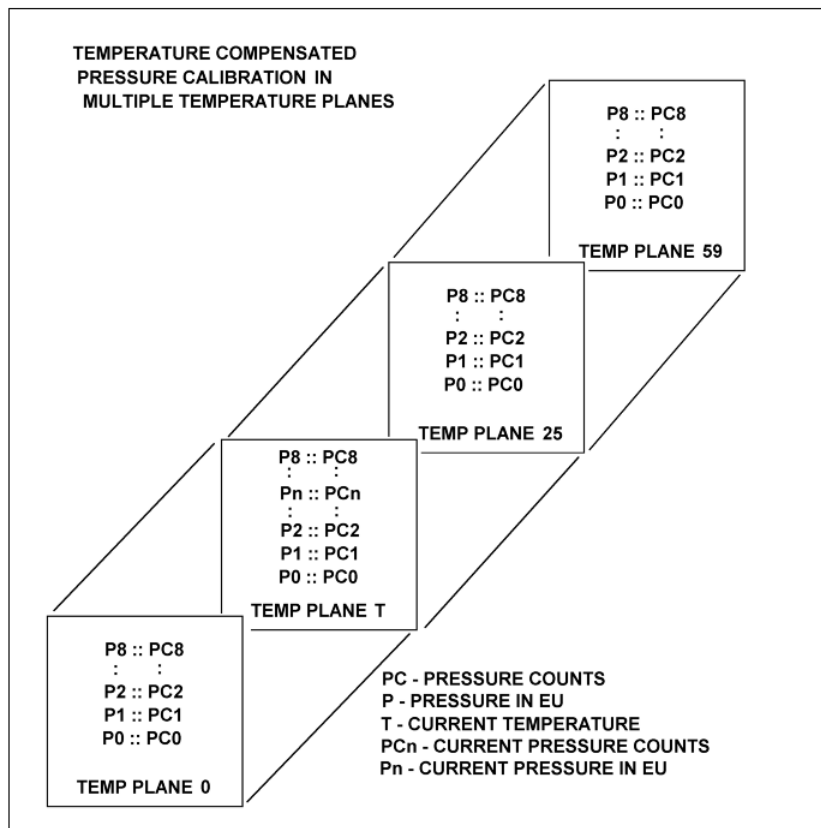 TEMPERATURE COMPENSATED
PRESSURE CALIBRATION IN
MULTIPLE TEMPERATURE PLANES
P8 :: PC8
: :
P2 :: PC2
P1 :: PC1
P0 :: PC0
TEMP PLANE 59
P8 :: PC8
: :
P2 :: PC2
P1 :: PC1
P0 :: PC0
TEMP PLANE 25
P8 :: PC8
: :
Pn :: PCn
: :
P2 :: PC2
P1 :: PC1
P0 :: PC0
TEMP PLANE T
P8 :: PC8
: :
P2 :: PC2
P1 :: PC1
P0 :: PC0
TEMP PLANE 0
PC - PRESSURE COUNTS
P - PRESSURE IN EU
T - CURRENT TEMPERATURE
PCn - CURRENT PRESSURE COUNTS
Pn - CURRENT PRESSURE IN EU